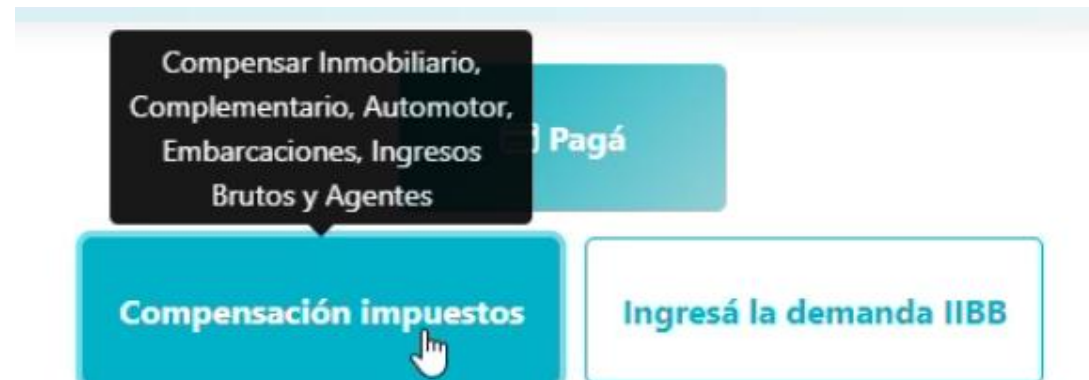 Compensar Inmobiliario,
Complementario, Automotor,
Embarcaciones, Ingresos
Brutos y Agentes
Pagá
Compensación impuestos
Ingresá la demanda IIBB